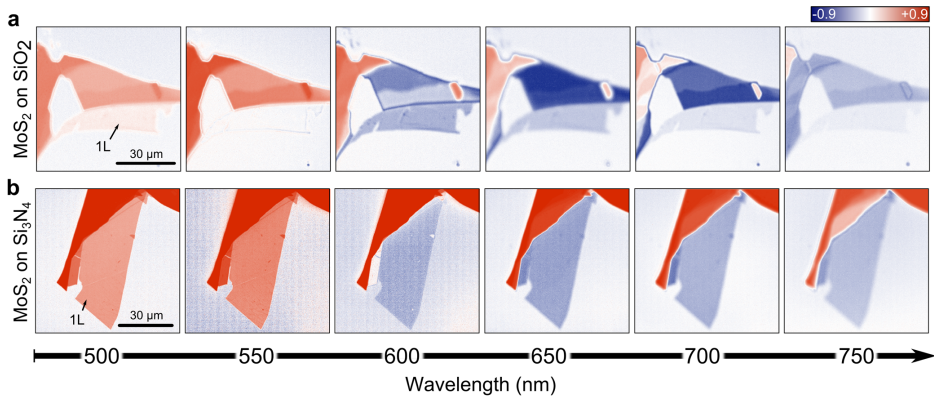 a
-0.9 +0.9
MoS2 on SiO2
1L
30 µm
b
MoS2 on Si3N4
1L
30 µm
500 550 600 650 700 750
Wavelength (nm)